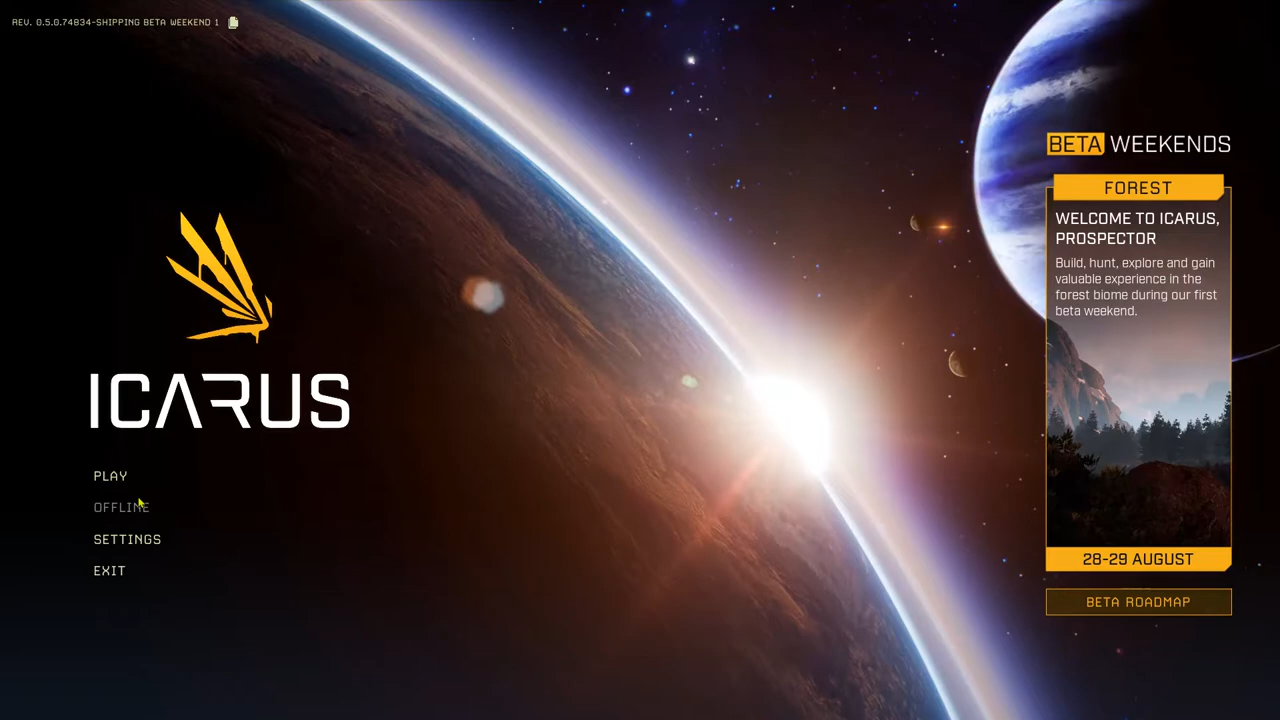 REV. 0.5.0.74834-SHIPPING BETA WEEKEND 1
ICARUS
PLAY
OFFLINE
SETTINGS
EXIT
BETA WEEKENDS
FOREST
WELCOME TO ICARUS,
PROSPECTOR
Build, hunt, explore and gain
valuable experience in the
forest biome during our first
beta weekend.
28-29 AUGUST
BETA ROADMAP